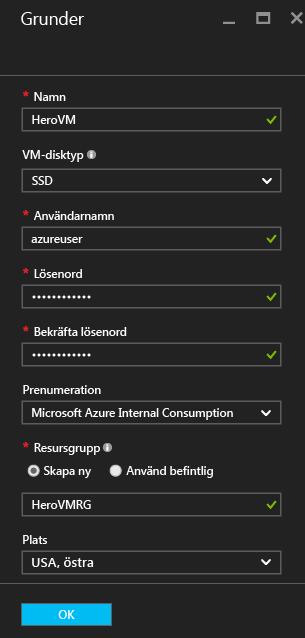 Grunder
* Namn
HeroVM
VM-disktyp
SSD
* Användarnamn
azureuser
* Lösenord
••••••••••••
* Bekräfta lösenord
••••••••••••
Prenumeration
Microsoft Azure Internal Consumption
* Resursgrupp
Skapa ny Använd befintlig
HeroVMRG
Plats
USA, östra
OK